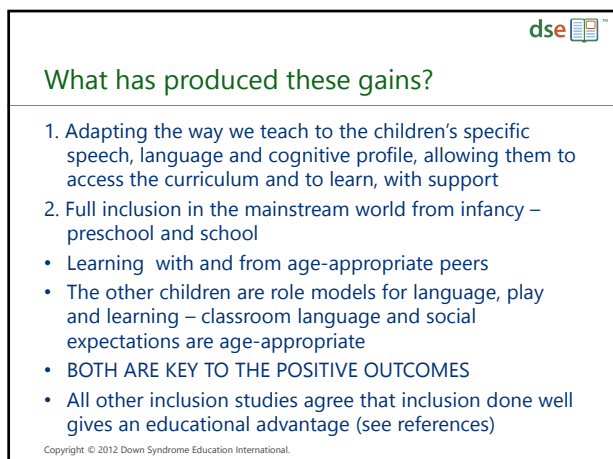 dse ™
What has produced these gains?
1. Adapting the way we teach to the children's specific
speech, language and cognitive profile, allowing them to
access the curriculum and to learn, with support
2. Full inclusion in the mainstream world from infancy –
preschool and school
• Learning with and from age-appropriate peers
• The other children are role models for language, play
and learning – classroom language and social
expectations are age-appropriate
• BOTH ARE KEY TO THE POSITIVE OUTCOMES
• All other inclusion studies agree that inclusion done well
gives an educational advantage (see references)
Copyright © 2012 Down Syndrome Education International.